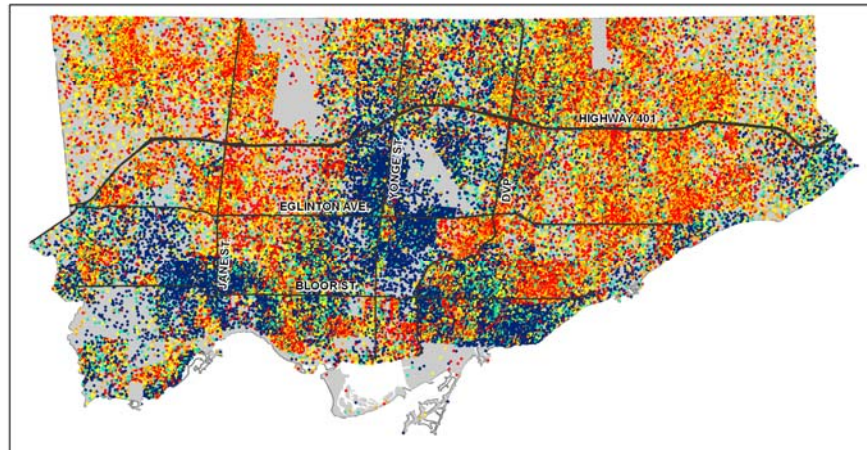 HIGHWAY 401
YONGE ST.
DVP
EGLINTON AVE.
JANE ST.
BLOOR ST.